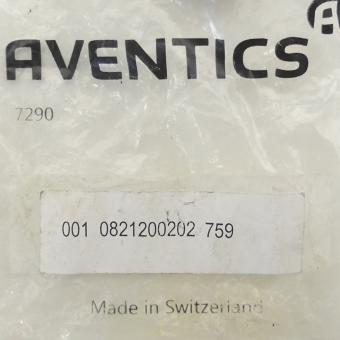 AVENTICS
7290
001 0821200202 759
Made in Switzerland